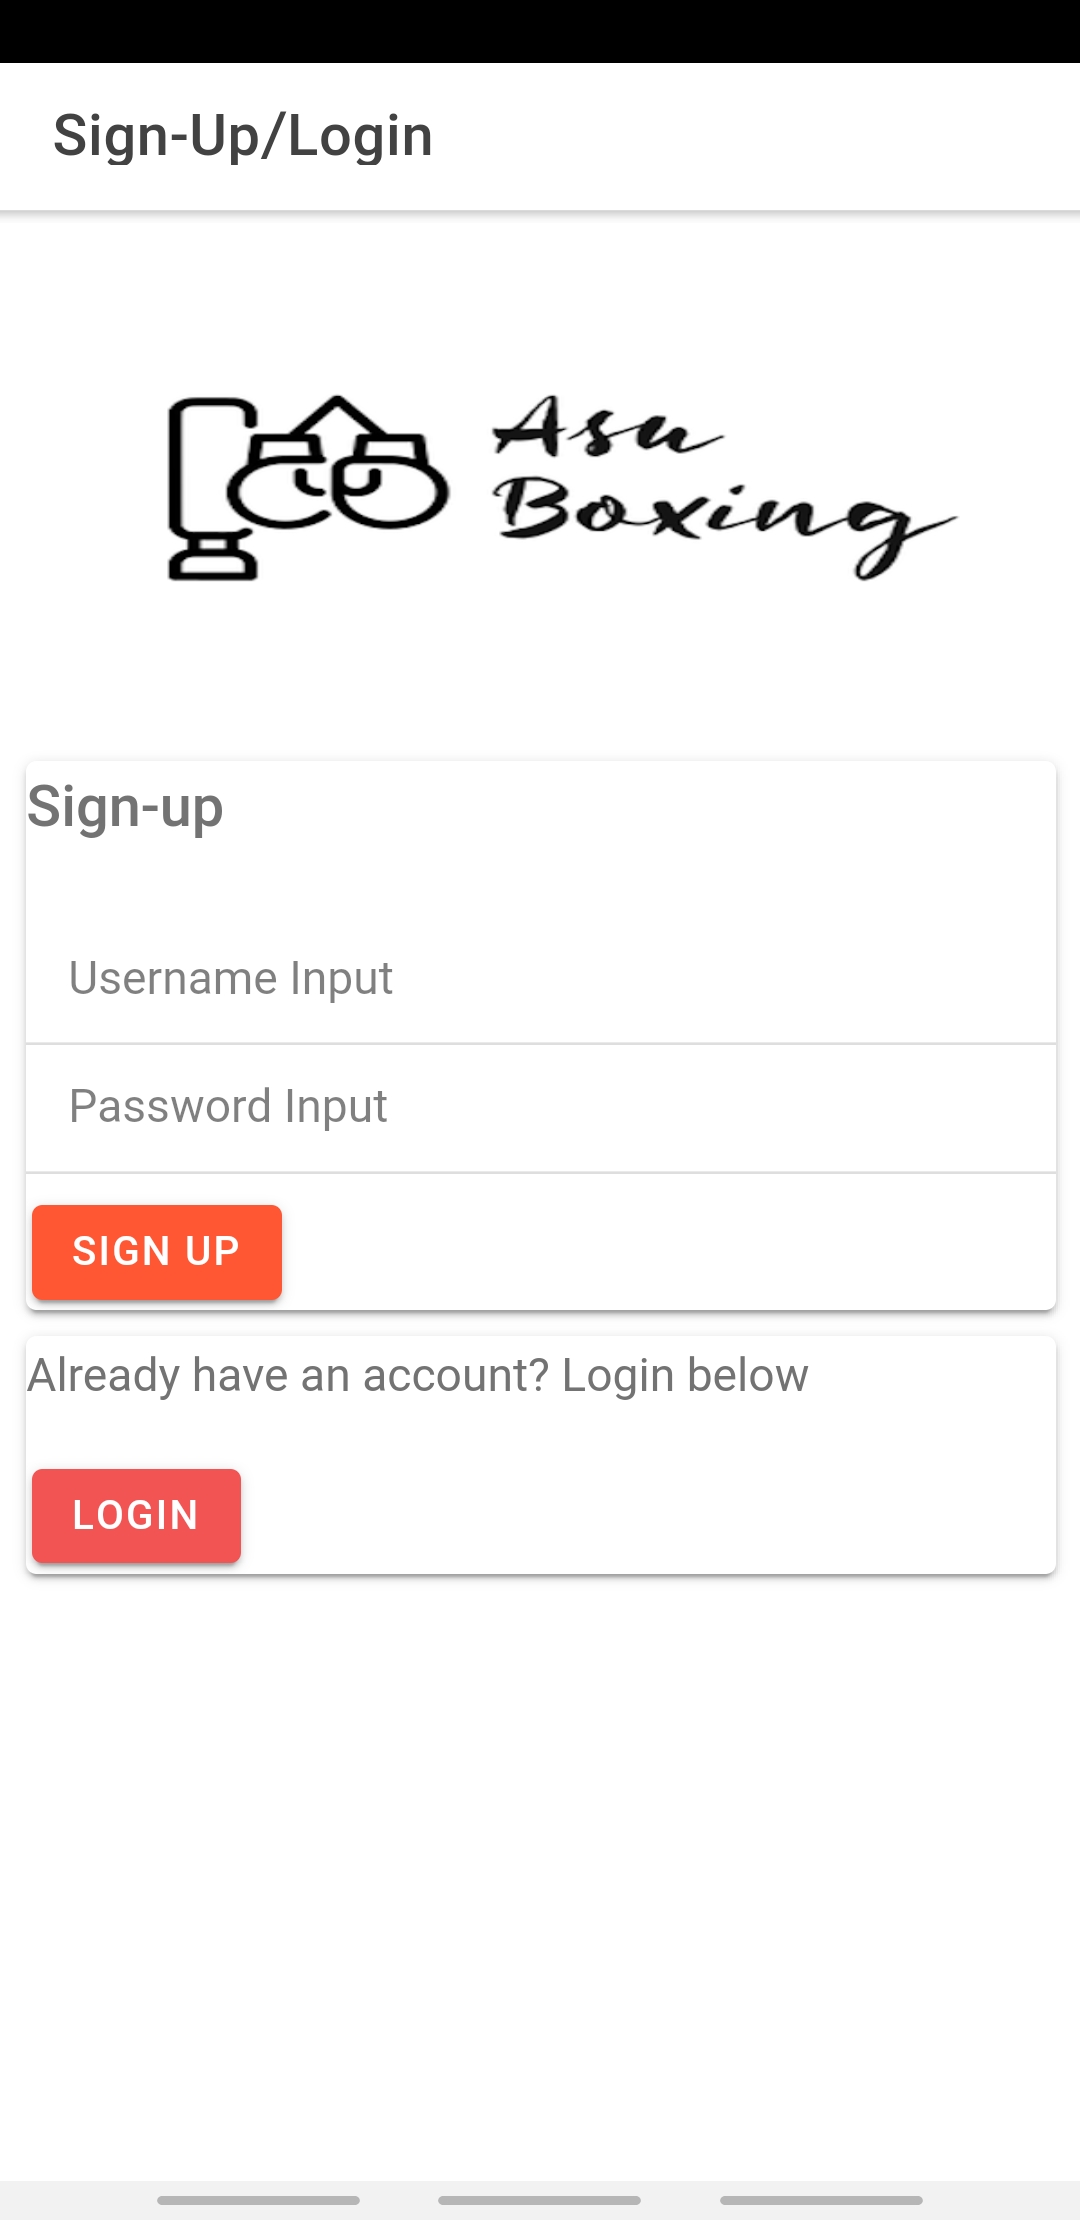 Sign-Up/Login
Asu
Boxing
Sign-up
Username Input
Password Input
SIGN UP
Already have an account? Login below
LOGIN